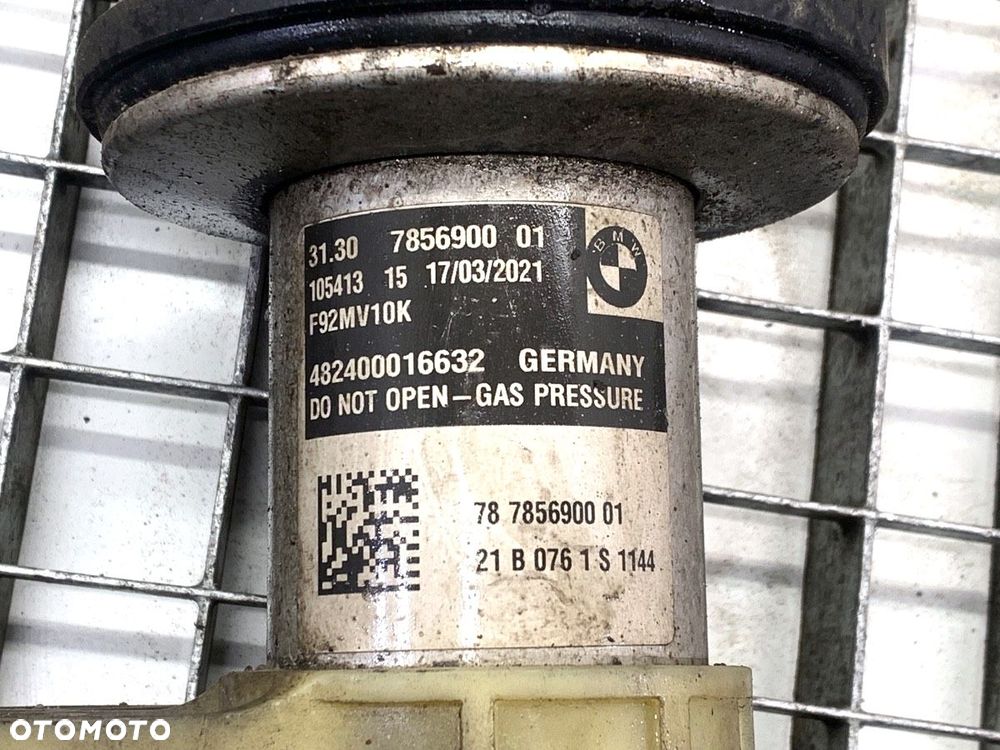 31.30 7856900 01
105413 15 17/03/2021
F92MV10K
BMW
482400016632 GERMANY
DO NOT OPEN – GAS PRESSURE
78 7856900 01
21 B 076 1 S 1144
OTOMOTO